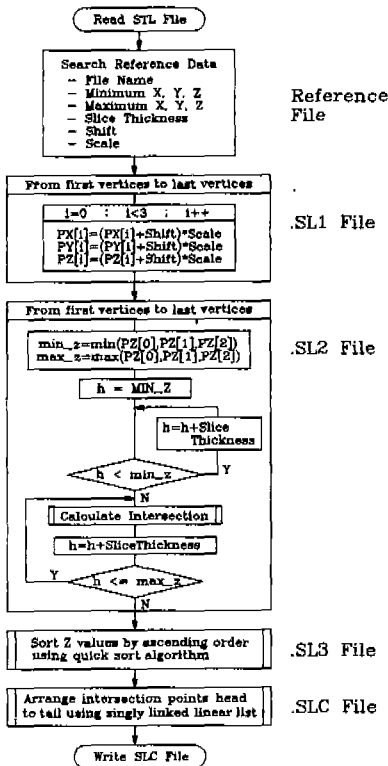 Read STL File
Search Reference Data
- File Name
- Minimum X, Y, Z
- Maximum X, Y, Z
- Slice Thickness
- Shift
- Scale
Reference
File
From first vertices to last vertices
i=0 ; i<3 ; i++
PX[i]=(PX[i]+Shift)*Scale
PY[i]=(PY[i]+Shift)*Scale
PZ[i]=(PZ[i]+Shift)*Scale
.SL1 File
From first vertices to last vertices
min_z=min(PZ[0],PZ[1],PZ[2])
max_z=max(PZ[0],PZ[1],PZ[2])
.SL2 File
h = MIN_Z
h=h+Slice
Thickness
h < min_z
Y
N
Calculate Intersection
h=h+SliceThickness
Y
h <= max_z
N
Sort Z values by ascending order
using quick sort algorithm
.SL3 File
Arrange intersection points head
to tail using singly linked linear list
.SLC File
Write SLC File